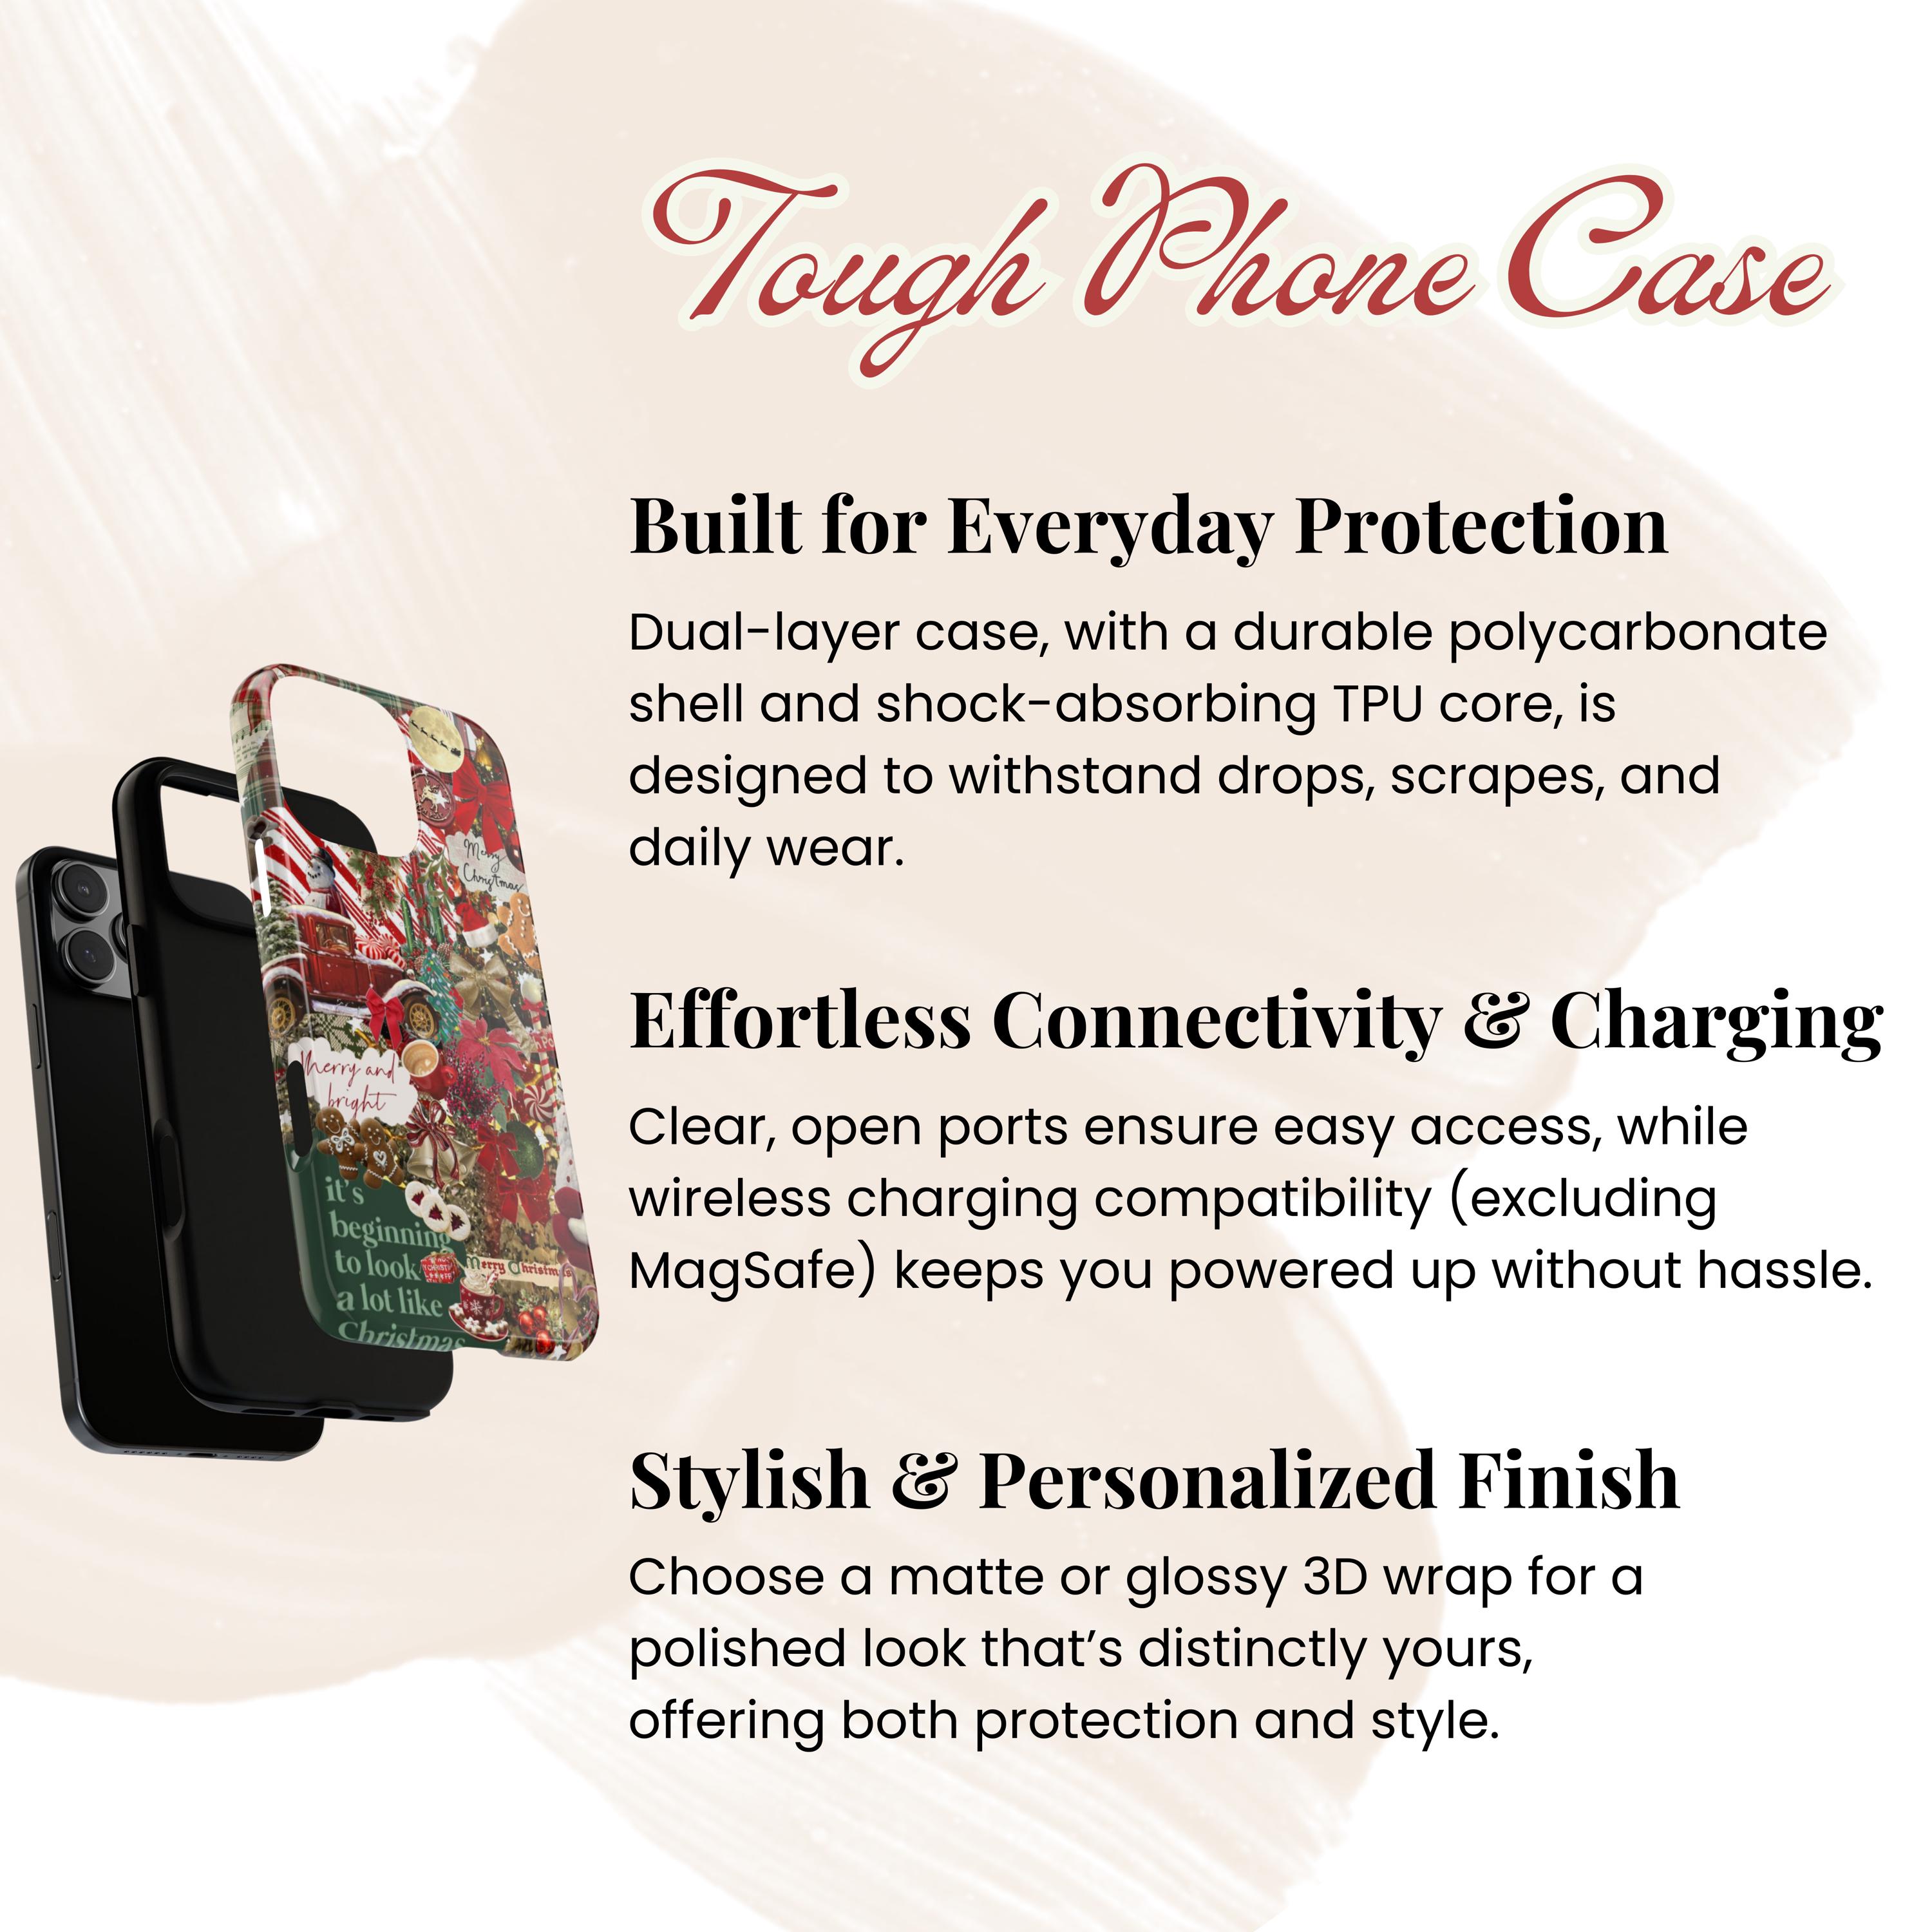 Tough Phone Case
Built for Everyday Protection
Dual-layer case, with a durable polycarbonate
shell and shock-absorbing TPU core, is
designed to withstand drops, scrapes, and
daily wear.
Effortless Connectivity & Charging
Clear, open ports ensure easy access, while
wireless charging compatibility (excluding
MagSafe) keeps you powered up without hassle.
Stylish & Personalized Finish
Choose a matte or glossy 3D wrap for a
polished look that’s distinctly yours,
offering both protection and style.
Merry
Christmas
Merry and
bright
it's
beginning
to look
a lot like
Christmas
Merry Christmas